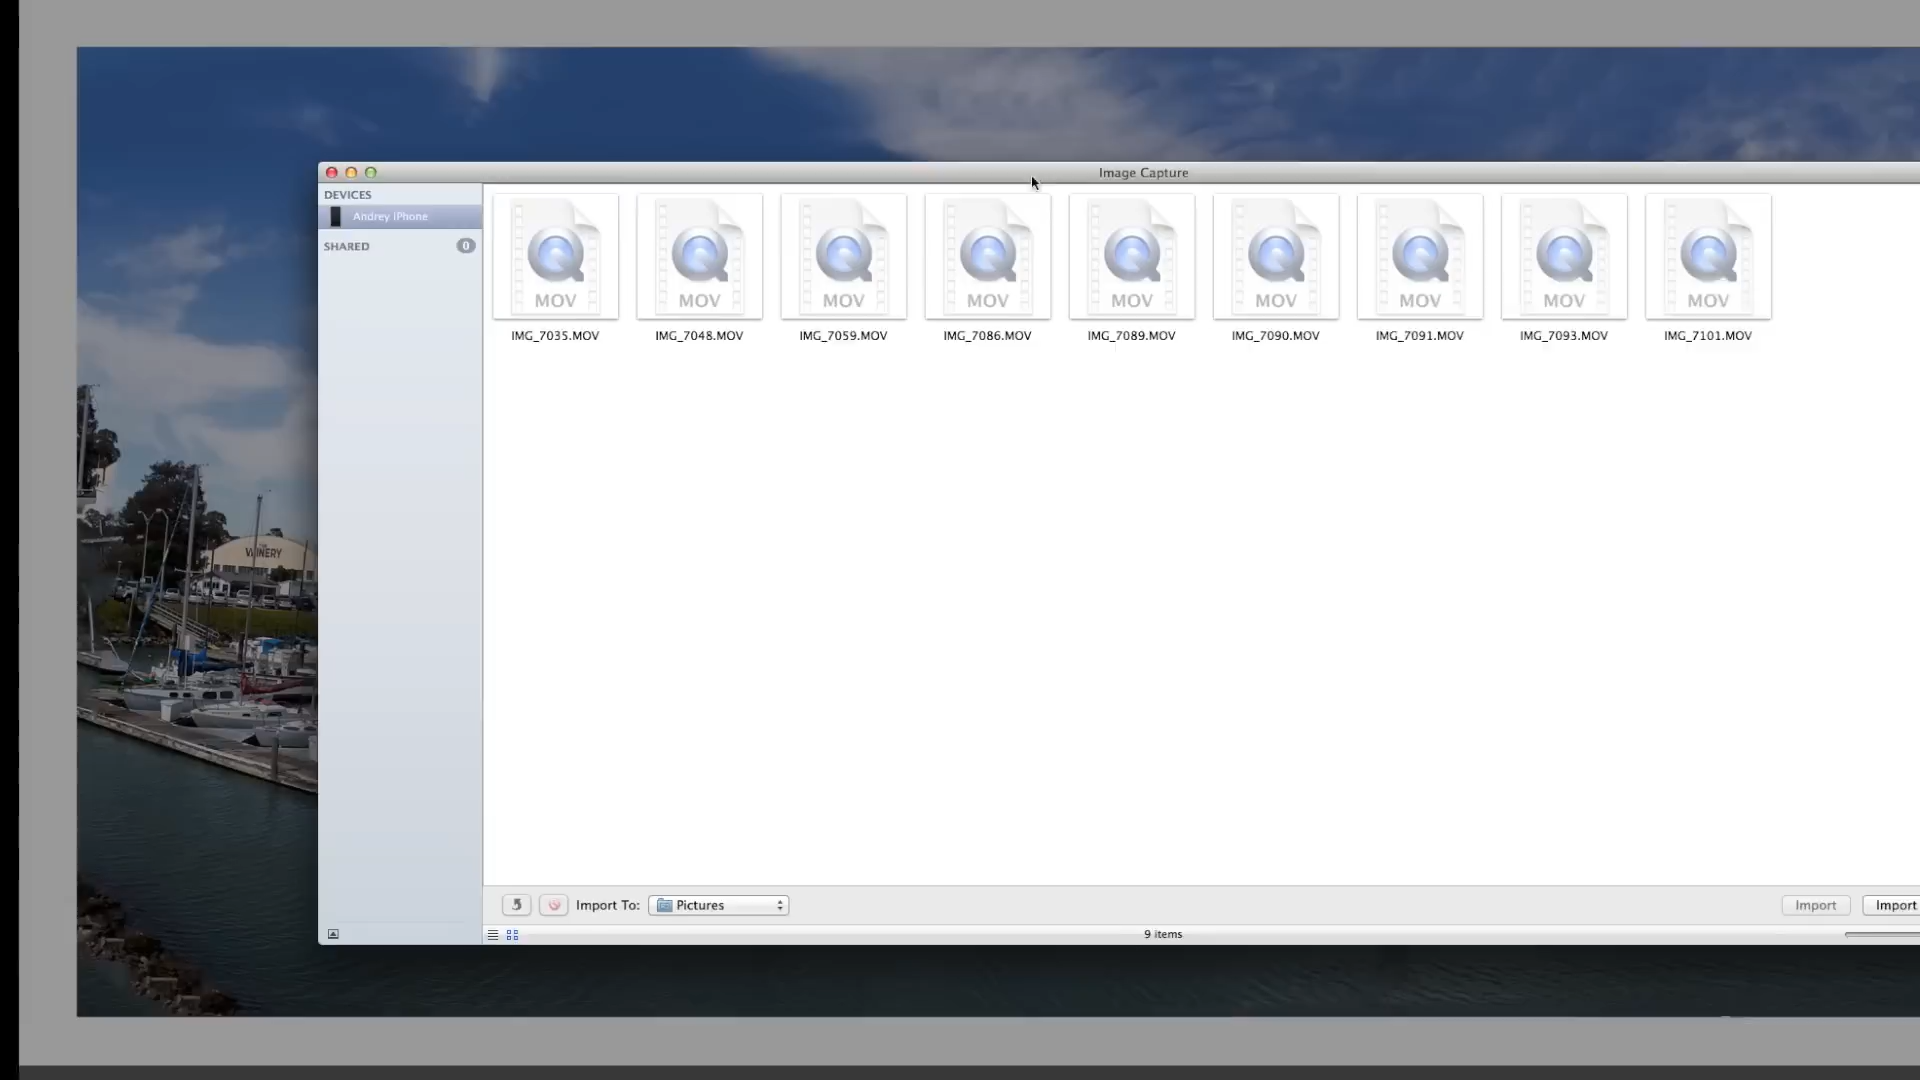 Image Capture
DEVICES
Andrey iPhone
SHARED 0
MOV MOV MOV MOV MOV MOV MOV MOV MOV
IMG_7035.MOV IMG_7048.MOV IMG_7059.MOV IMG_7086.MOV IMG_7089.MOV IMG_7090.MOV IMG_7091.MOV IMG_7093.MOV IMG_7101.MOV
WINERY
Import To: Pictures Import Import
9 items